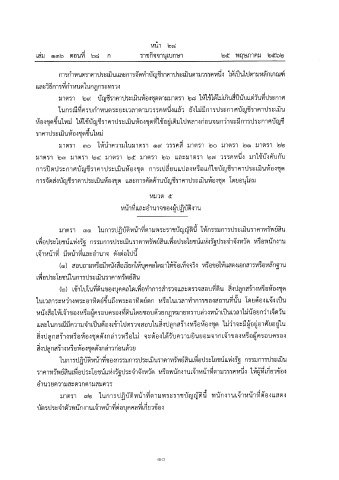 หน้า ๒๘
เล่ม ๑๓๖ ตอนที่ ๖๘ ก ราชกิจจานุเบกษา ๒๕ พฤษภาคม ๒๕๖๒
การกำหนดราคาประเมินและการจัดทำบัญชีราคาประเมินตามวรรคหนึ่ง ให้เป็นไปตามหลักเกณฑ์
และวิธีการที่กำหนดในกฎกระทรวง
มาตรา ๒๙ บัญชีราคาประเมินห้องชุดตามมาตรา ๒๘ ให้ใช้ได้ไม่เกินสี่ปีนับแต่วันที่ประกาศ
ในกรณีที่ครบกำหนดระยะเวลาตามวรรคหนึ่งแล้ว ยังไม่มีการประกาศบัญชีราคาประเมิน
ห้องชุดขึ้นใหม่ ให้ใช้บัญชีราคาประเมินห้องชุดที่ใช้อยู่เดิมไปพลางก่อนจนกว่าจะมีการประกาศบัญชี
ราคาประเมินห้องชุดขึ้นใหม่
มาตรา ๓๐ ให้นำความในมาตรา ๑๙ วรรคสี่ มาตรา ๒๐ มาตรา ๒๑ มาตรา ๒๒
มาตรา ๒๓ มาตรา ๒๔ มาตรา ๒๕ มาตรา ๒๖ และมาตรา ๒๗ วรรคหนึ่ง มาใช้บังคับกับ
การปิดประกาศบัญชีราคาประเมินห้องชุด การเปลี่ยนแปลงหรือแก้ไขบัญชีราคาประเมินห้องชุด
การจัดส่งบัญชีราคาประเมินห้องชุด และการคัดค้านบัญชีราคาประเมินห้องชุด โดยอนุโลม
หมวด ๕
หน้าที่และอำนาจของผู้ปฏิบัติงาน
มาตรา ๓๑ ในการปฏิบัติหน้าที่ตามพระราชบัญญัตินี้ ให้กรรมการประเมินราคาทรัพย์สิน
เพื่อประโยชน์แห่งรัฐ กรรมการประเมินราคาทรัพย์สินเพื่อประโยชน์แห่งรัฐประจำจังหวัด หรือพนักงาน
เจ้าหน้าที่ มีหน้าที่และอำนาจ ดังต่อไปนี้
(๑) สอบถามหรือมีหนังสือเรียกให้บุคคลใดมาให้ข้อเท็จจริง หรือขอให้แสดงเอกสารหรือหลักฐาน
เพื่อประโยชน์ในการประเมินราคาทรัพย์สิน
(๒) เข้าไปในที่ดินของบุคคลใดเพื่อทำการสำรวจและตรวจสอบที่ดิน สิ่งปลูกสร้างหรือห้องชุด
ในเวลาระหว่างพระอาทิตย์ขึ้นถึงพระอาทิตย์ตก หรือในเวลาทำการของสถานที่นั้น โดยต้องแจ้งเป็น
หนังสือให้เจ้าของหรือผู้ครอบครองที่ดินโดยชอบด้วยกฎหมายทราบล่วงหน้าเป็นเวลาไม่น้อยกว่าเจ็ดวัน
และในกรณีมีความจำเป็นต้องเข้าไปตรวจสอบในสิ่งปลูกสร้างหรือห้องชุด ไม่ว่าจะมีผู้อยู่อาศัยอยู่ใน
สิ่งปลูกสร้างหรือห้องชุดดังกล่าวหรือไม่ จะต้องได้รับความยินยอมจากเจ้าของหรือผู้ครอบครอง
สิ่งปลูกสร้างหรือห้องชุดดังกล่าวก่อนด้วย
ในการปฏิบัติหน้าที่ของกรรมการประเมินราคาทรัพย์สินเพื่อประโยชน์แห่งรัฐ กรรมการประเมิน
ราคาทรัพย์สินเพื่อประโยชน์แห่งรัฐประจำจังหวัด หรือพนักงานเจ้าหน้าที่ตามวรรคหนึ่ง ให้ผู้ที่เกี่ยวข้อง
อำนวยความสะดวกตามสมควร
มาตรา ๓๒ ในการปฏิบัติหน้าที่ตามพระราชบัญญัตินี้ พนักงานเจ้าหน้าที่ต้องแสดง
บัตรประจำตัวพนักงานเจ้าหน้าที่ต่อบุคคลที่เกี่ยวข้อง
๑๐